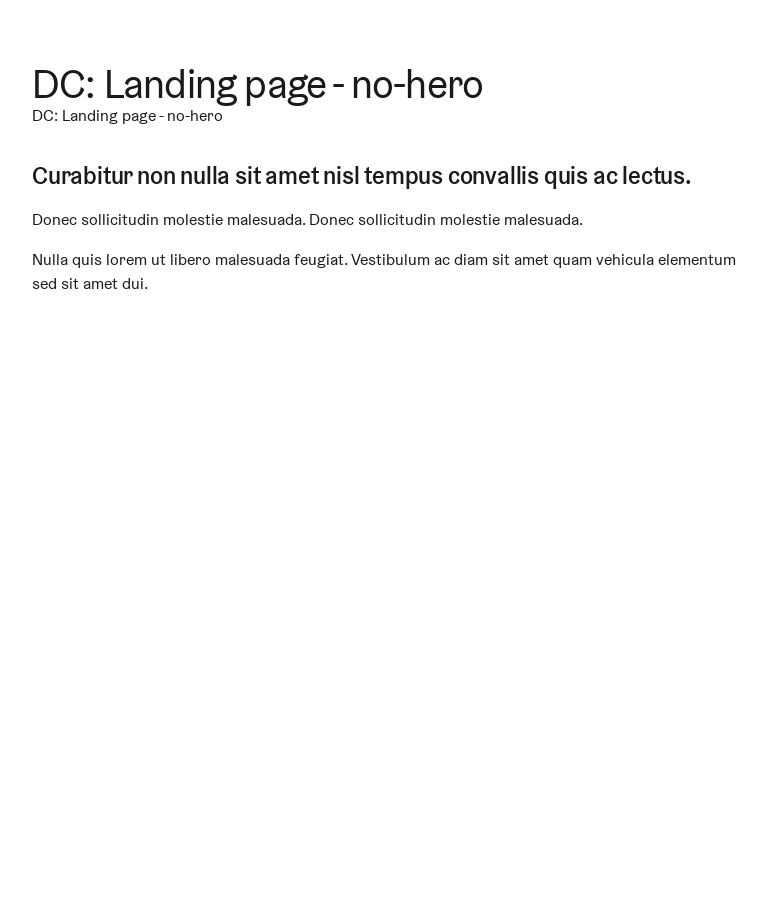 DC: Landing page - no-hero
DC: Landing page - no-hero
Curabitur non nulla sit amet nisl tempus convallis quis ac lectus.
Donec sollicitudin molestie malesuada. Donec sollicitudin molestie malesuada.
Nulla quis lorem ut libero malesuada feugiat. Vestibulum ac diam sit amet quam vehicula elementum
sed sit amet dui.